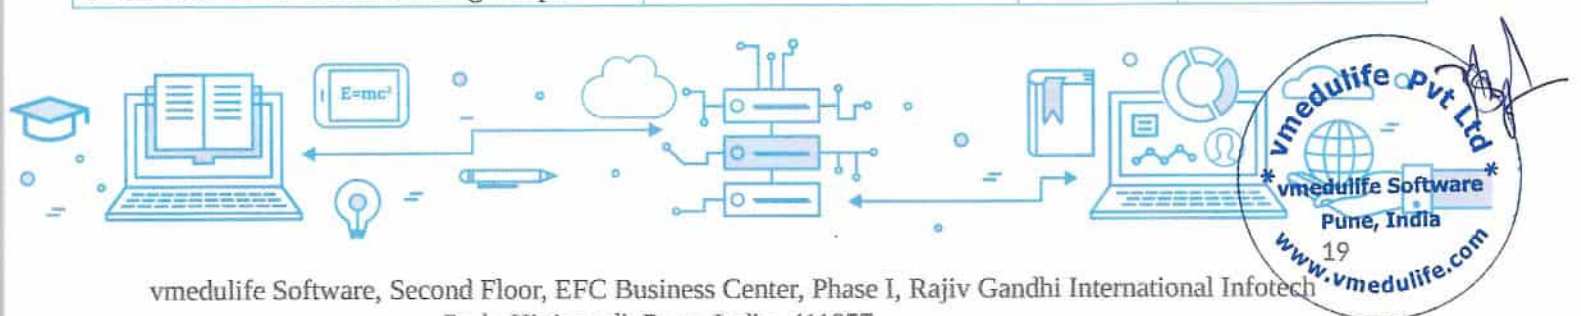 E=mc²
vmedulife Pvt Ltd
* vmedulife Software *
Pune, India
www.vmedulife.com
19
vmedulife Software, Second Floor, EFC Business Center, Phase I, Rajiv Gandhi International Infotech